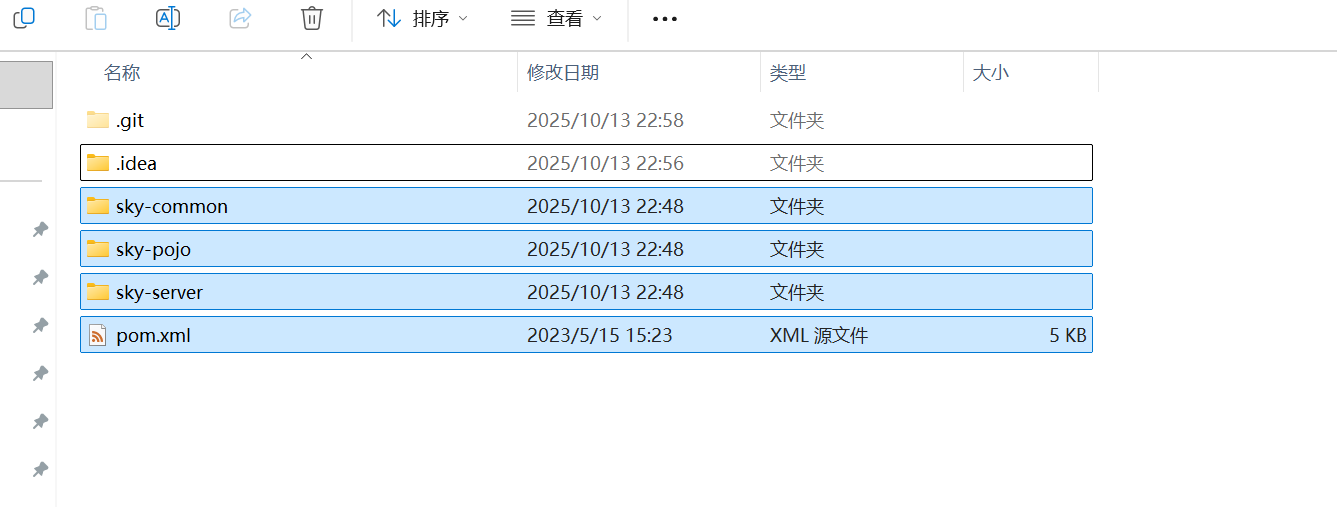 排序 查看
名称 修改日期 类型 大小
.git 2025/10/13 22:58 文件夹
.idea 2025/10/13 22:56 文件夹
sky-common 2025/10/13 22:48 文件夹
sky-pojo 2025/10/13 22:48 文件夹
sky-server 2025/10/13 22:48 文件夹
pom.xml 2023/5/15 15:23 XML 源文件 5 KB